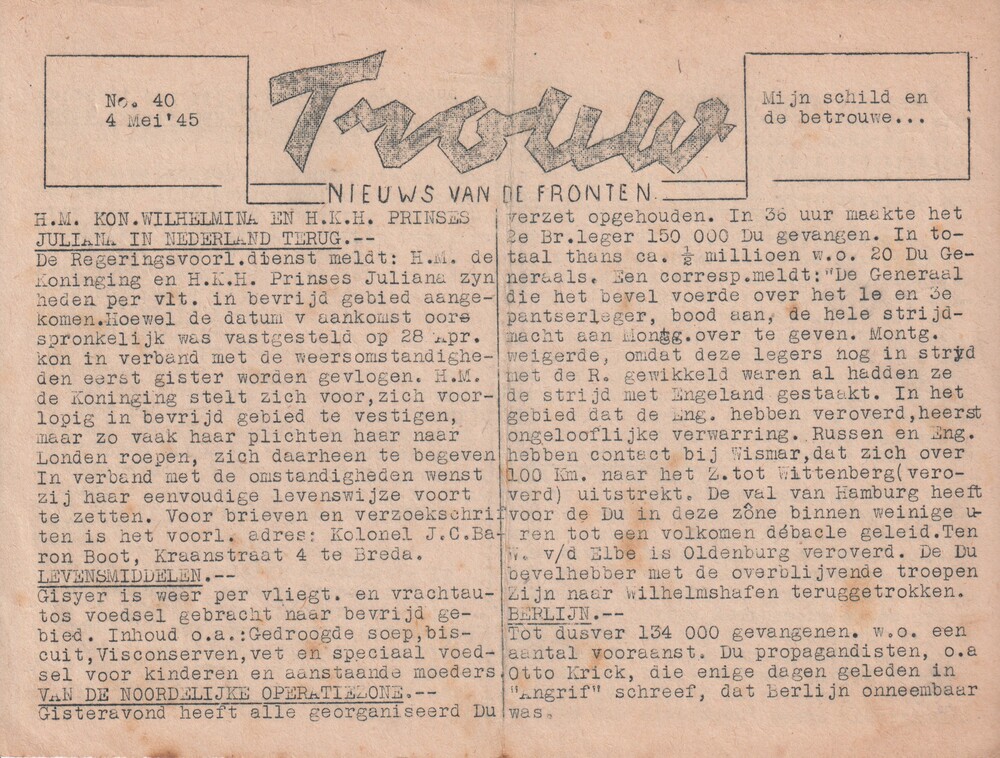 No. 40
4 Mei'45
Trouw
Mijn schild en
de betrouwe...
NIEUWS VAN DE FRONTEN.
H.M. KON.WILHELMINA EN H.K.H. PRINSES
JULIANA IN NEDERLAND TERUG.--
De Regeringsvoorl.dienst meldt: H.M. de
Koninging en H.K.H. Prinses Juliana zyn
heden per vlt. in bevrijd gebied aange-
komen.Hoewel de datum v aankomst oors
spronkelijk was vastgesteld op 28 Apr.
kon in verband met de weersomstandighe-
den eerst gister worden gevlogen. H.M.
de Koninging stelt zich voor,zich voor-
lopig in bevrijd gebied te vestigen,
maar zo vaak haar plichten haar naar
Londen roepen, zich daarheen te begeven
In verband met de omstandigheden wenst
zij haar eenvoudige levenswijze voort
te zetten. Voor brieven en verzoekschrif
ten is het voorl. adres: Kolonel J.C.Ba-
ron Boot, Kraanstraat 4 te Breda.
LEVENSMIDDELEN.--
Gisyer is weer per vliegt. en vrachtau-
tos voedsel gebracht naar bevrijd ge-
bied. Inhoud o.a.:Gedroogde soep,bis-
cuit,Visconserven,vet en speciaal voed-
sel voor kinderen en aanstaande moeders
VAN DE NOORDELIJKE OPERATIEZONE.--
Gisteravond heeft alle georganiseerd Du
verzet opgehouden. In 36 uur maakte het
2e Br.leger 150 000 Du gevangen. In to-
taal thans ca. ½ millioen w.o. 20 Du Ge-
neraals. Een corresp.meldt:"De Generaal
die het bevel voerde over het 1e en 3e
pantserleger, bood aan, de hele strijd-
macht aan Montg.over te geven. Montg.
weigerde, omdat deze legers nog in stryd
met de R. gewikkeld waren al hadden ze
de strijd met Engeland gestaakt. In het
gebied dat de Eng. hebben veroverd,heerst
ongelooflijke verwarring. Russen en Eng.
hebben contact bij Wismar,dat zich over
100 Km. naar het Z.tot Wittenberg(vero-
verd) uitstrekt. De val van Hamburg heeft
voor de Du in deze zône binnen weinige u-
ren tot een volkomen débacle geleid.Ten
W. v/d Elbe is Oldenburg veroverd. De Du
bevelhebber met de overblijvende troepen
Zijn naar Wilhelmshafen teruggetrokken.
BERLIJN.--
Tot dusver 134 000 gevangenen. w.o. een
aantal vooraanst. Du propagandisten, o.a
Otto Krick, die enige dagen geleden in
"Angrif" schreef, dat Berlijn onneembaar
was.